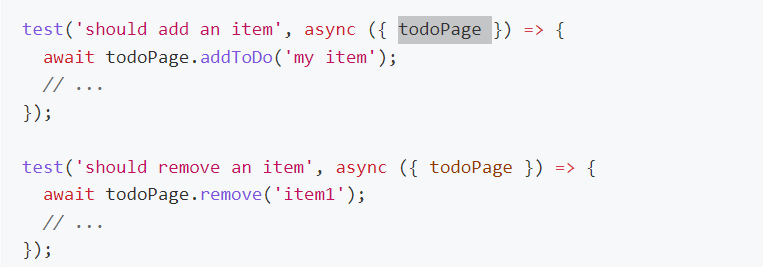 test('should add an item', async ({ todoPage }) => {
  await todoPage.addToDo('my item');
  // ...
});

test('should remove an item', async ({ todoPage }) => {
  await todoPage.remove('item1');
  // ...
});